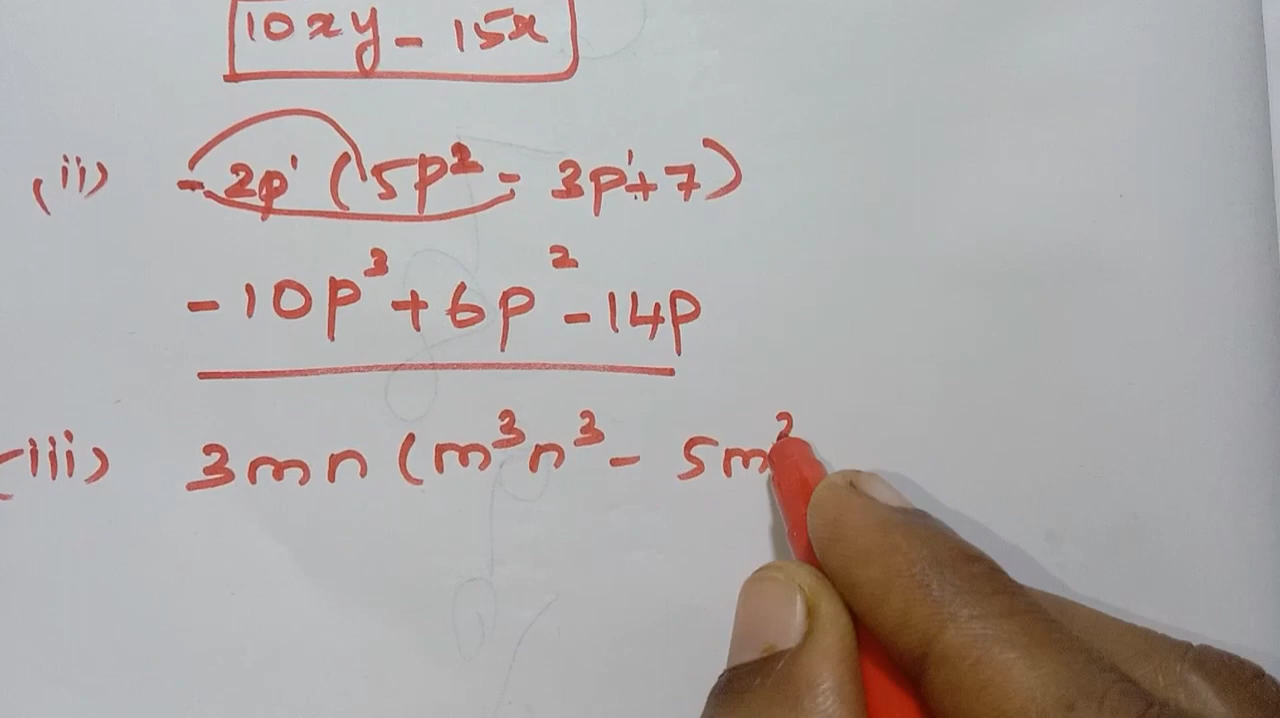 10xy - 15x
(ii) -2p¹ (5p² - 3p¹+7)
-10p³ + 6p² - 14p
(iii) 3mn (m³n³ - 5m²